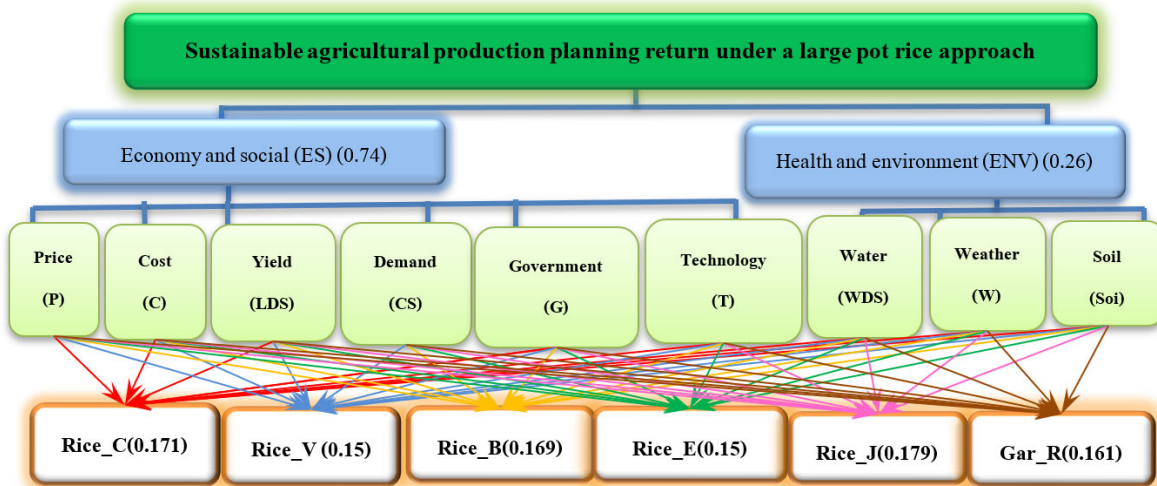 Sustainable agricultural production planning return under a large pot rice approach
Economy and social (ES) (0.74)
Health and environment (ENV) (0.26)
Price
(P)
Cost
(C)
Yield
(LDS)
Demand
(CS)
Government
(G)
Technology
(T)
Water
(WDS)
Weather
(W)
Soil
(Soi)
Rice_C(0.171)
Rice_V (0.15)
Rice_B(0.169)
Rice_E(0.15)
Rice_J(0.179)
Gar_R(0.161)